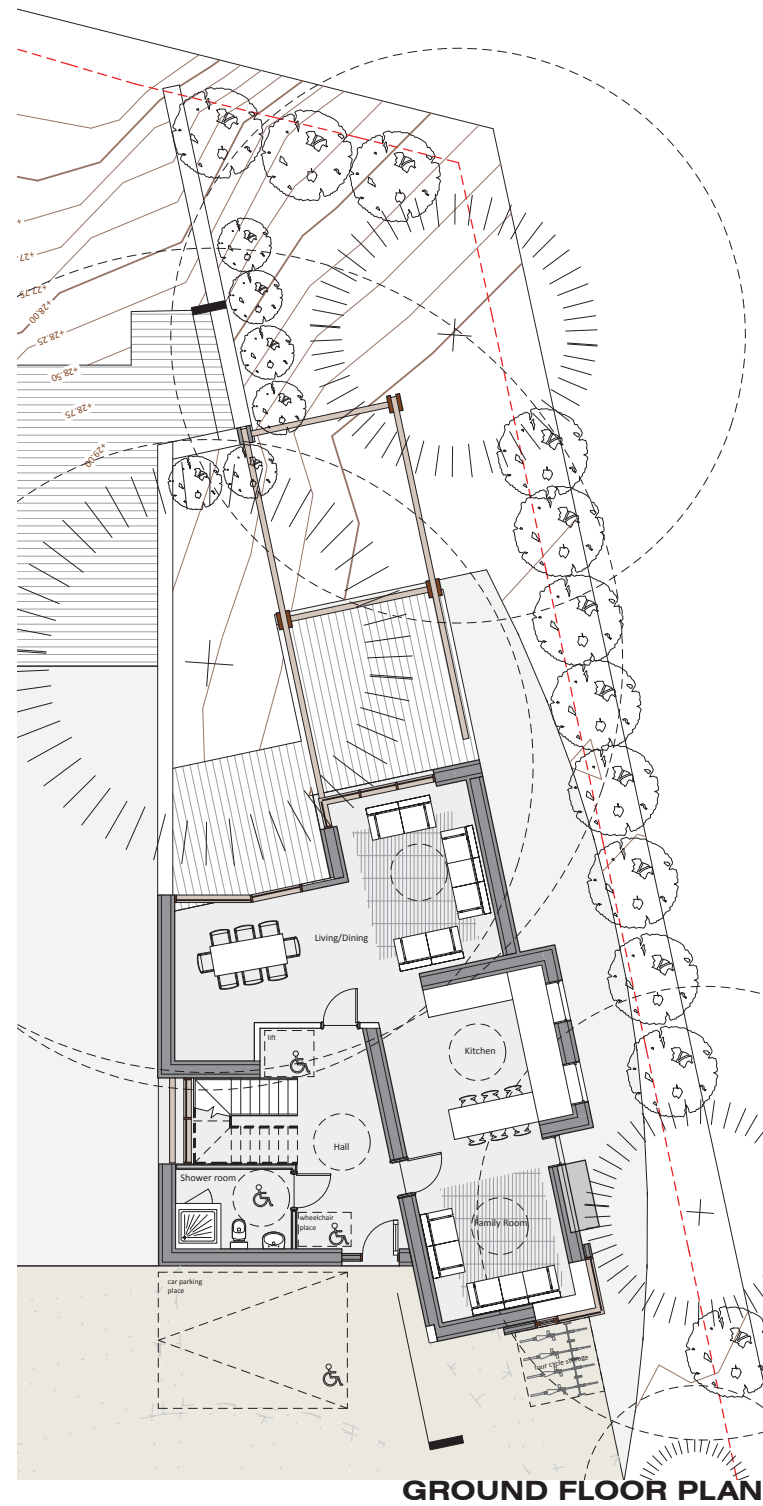 +27
+27.75
+28.00
+28.25
+28.50
+28.75
+29.00
Living/Dining
lift
Kitchen
Hall
Shower room
wheelchair
place
Family Room
car parking
place
four cycle storage
GROUND FLOOR PLAN